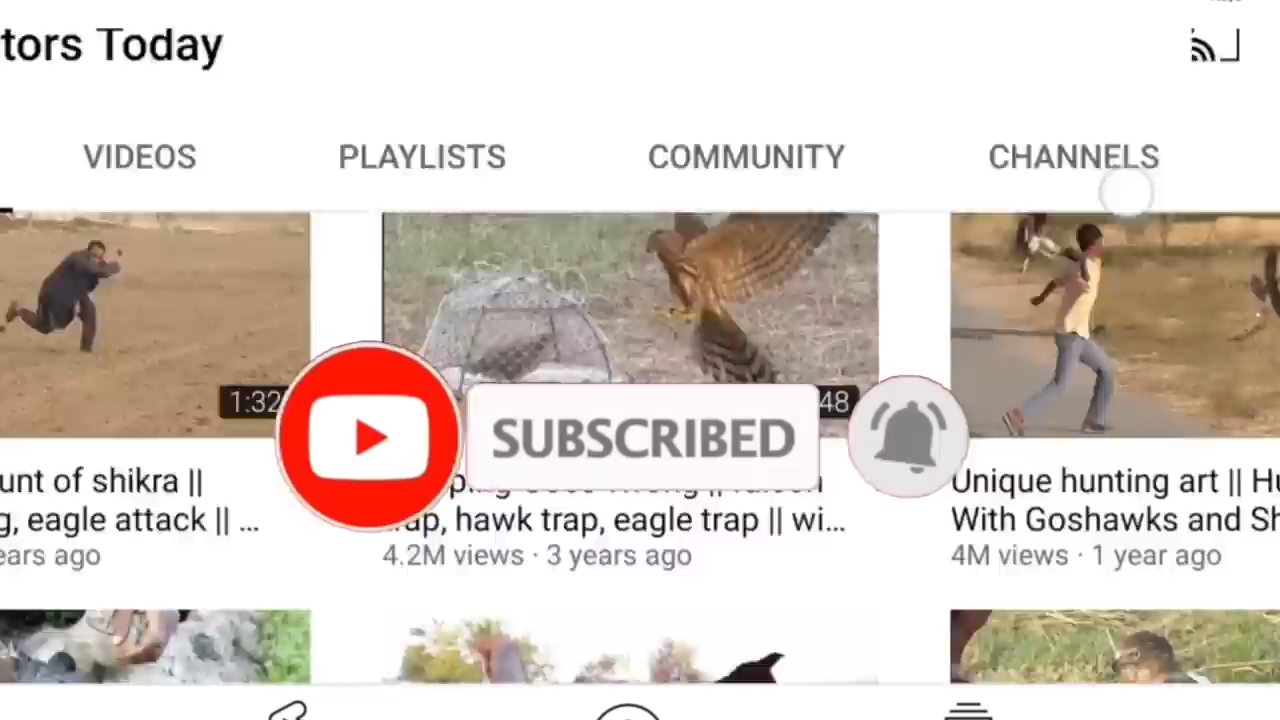 tors Today
VIDEOS PLAYLISTS COMMUNITY CHANNELS
1:32
48
SUBSCRIBED
unt of shikra ||
g, eagle attack || ...
ears ago
ap, hawk trap, eagle trap || wi...
4.2M views · 3 years ago
Unique hunting art || Hu
With Goshawks and Sh
4M views · 1 year ago